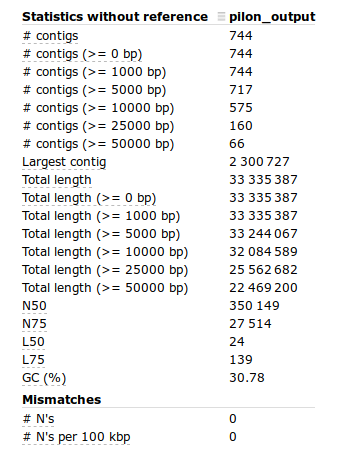 Statistics without reference pilon_output
# contigs 744
# contigs (>= 0 bp) 744
# contigs (>= 1000 bp) 744
# contigs (>= 5000 bp) 717
# contigs (>= 10000 bp) 575
# contigs (>= 25000 bp) 160
# contigs (>= 50000 bp) 66
Largest contig 2 300 727
Total length 33 335 387
Total length (>= 0 bp) 33 335 387
Total length (>= 1000 bp) 33 335 387
Total length (>= 5000 bp) 33 244 067
Total length (>= 10000 bp) 32 084 589
Total length (>= 25000 bp) 25 562 682
Total length (>= 50000 bp) 22 469 200
N50 350 149
N75 27 514
L50 24
L75 139
GC (%) 30.78
Mismatches
# N's 0
# N's per 100 kbp 0